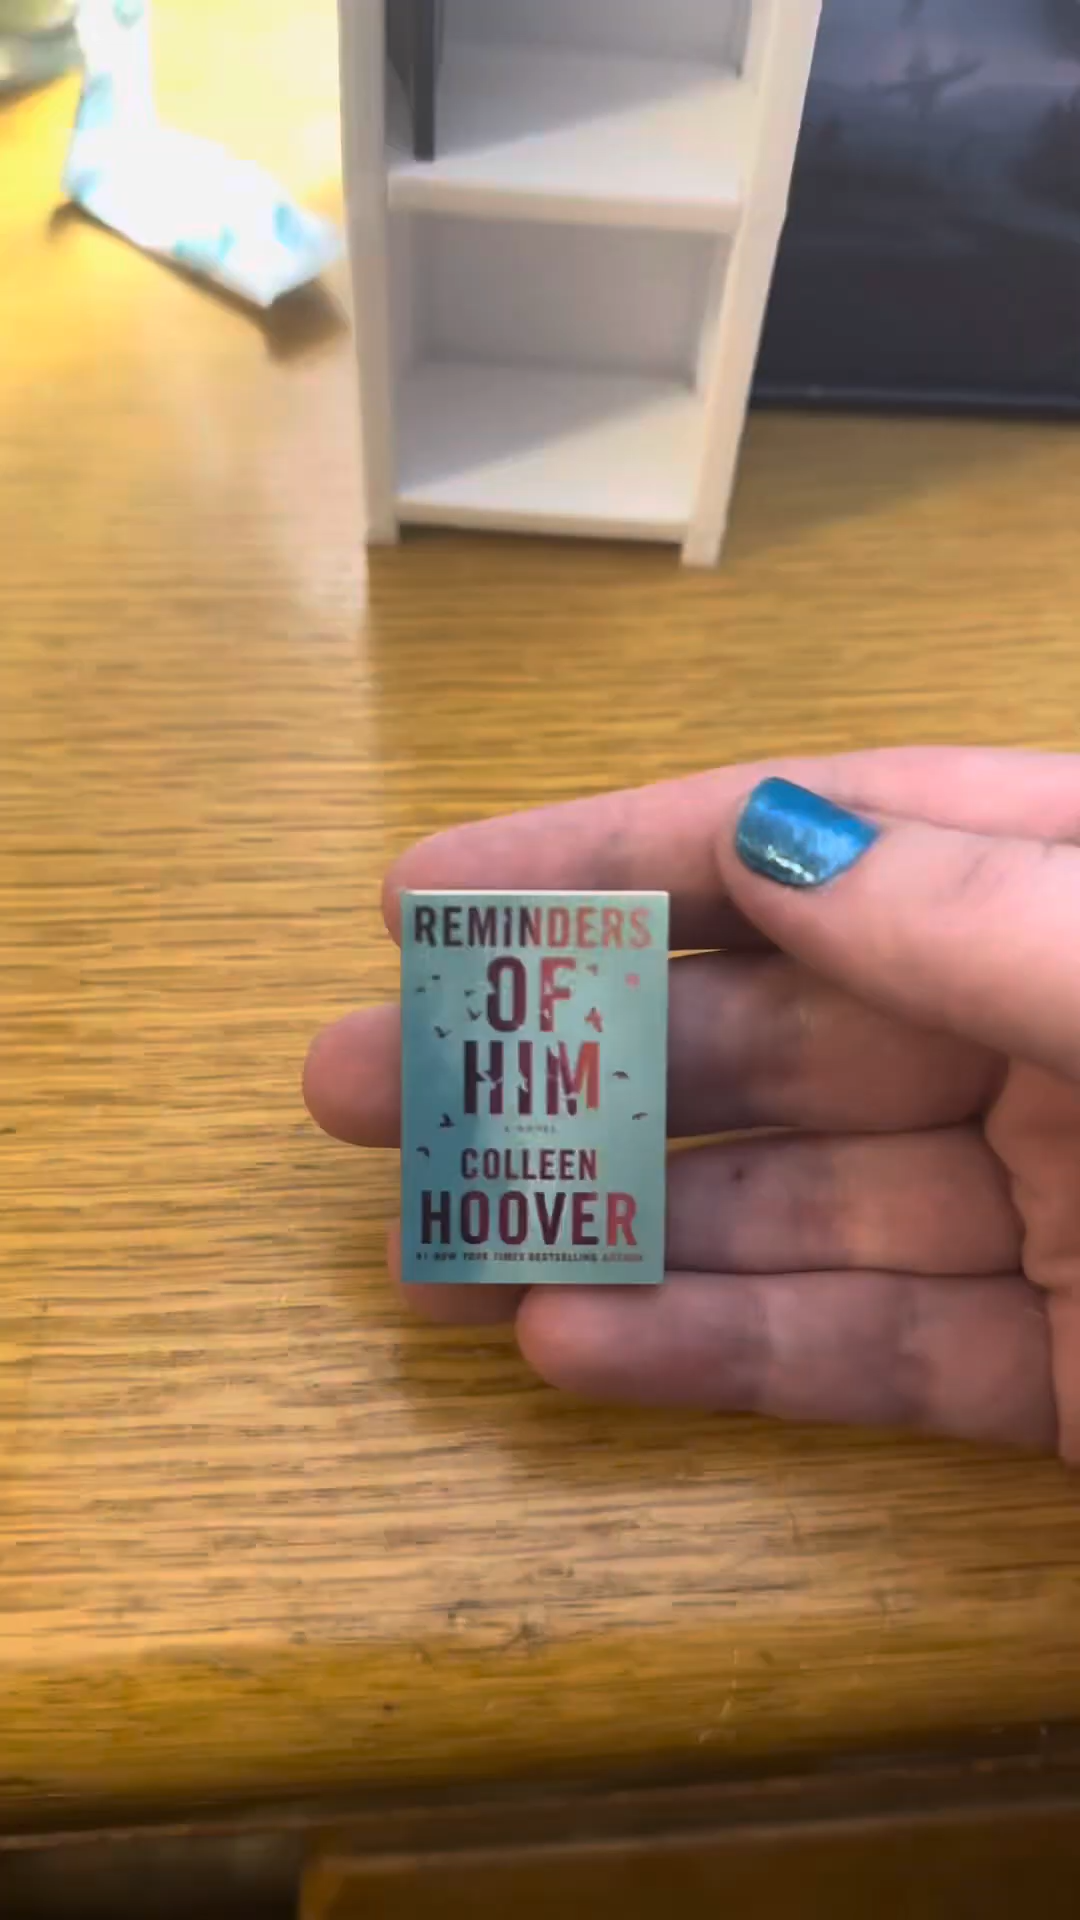 REMINDERS
OF
HIM
A NOVEL
COLLEEN
HOOVER
#1 NEW YORK TIMES BESTSELLING AUTHOR